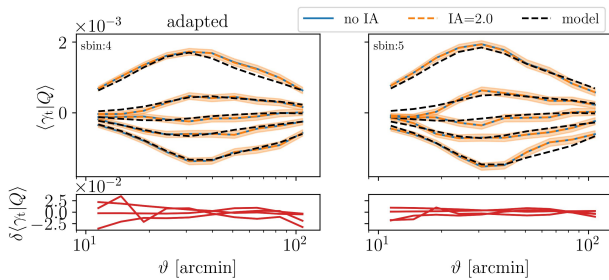 ×10⁻³ adapted
no IA IA=2.0 model
sbin:4
sbin:5
2
0
⟨γₜ|Q⟩
×10⁻²
2.5
0.0
−2.5
δ⟨γₜ|Q⟩
10¹ 10² 10¹ 10²
ϑ [arcmin] ϑ [arcmin]